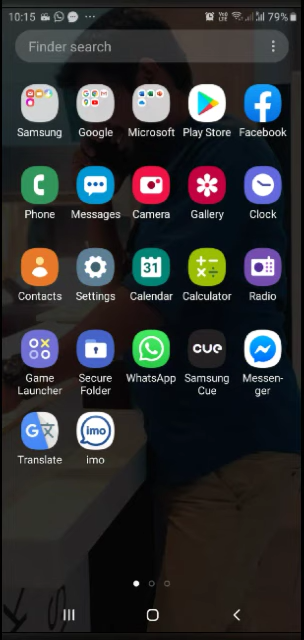 10:15 79%
Finder search
Samsung Google Microsoft Play Store Facebook
Phone Messages Camera Gallery Clock
31
Contacts Settings Calendar Calculator Radio
cue
Game Launcher Secure Folder WhatsApp Samsung Cue Messen-ger
G 文 imo
Translate imo